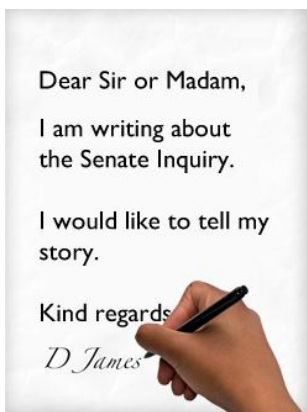 Dear Sir or Madam,
I am writing about
the Senate Inquiry.
I would like to tell my
story.
Kind regards
D James